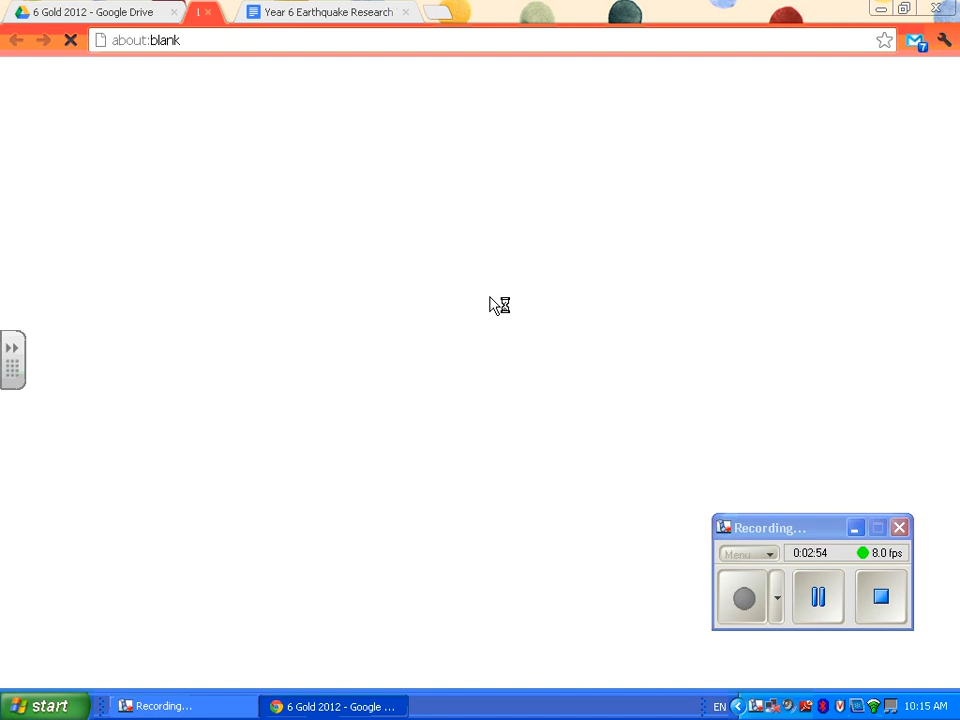 6 Gold 2012 - Google Drive
Year 6 Earthquake Research
about:blank
7
Recording...
Menu
0:02:54
8.0 fps
start
Recording...
6 Gold 2012 - Google ...
EN
10:15 AM